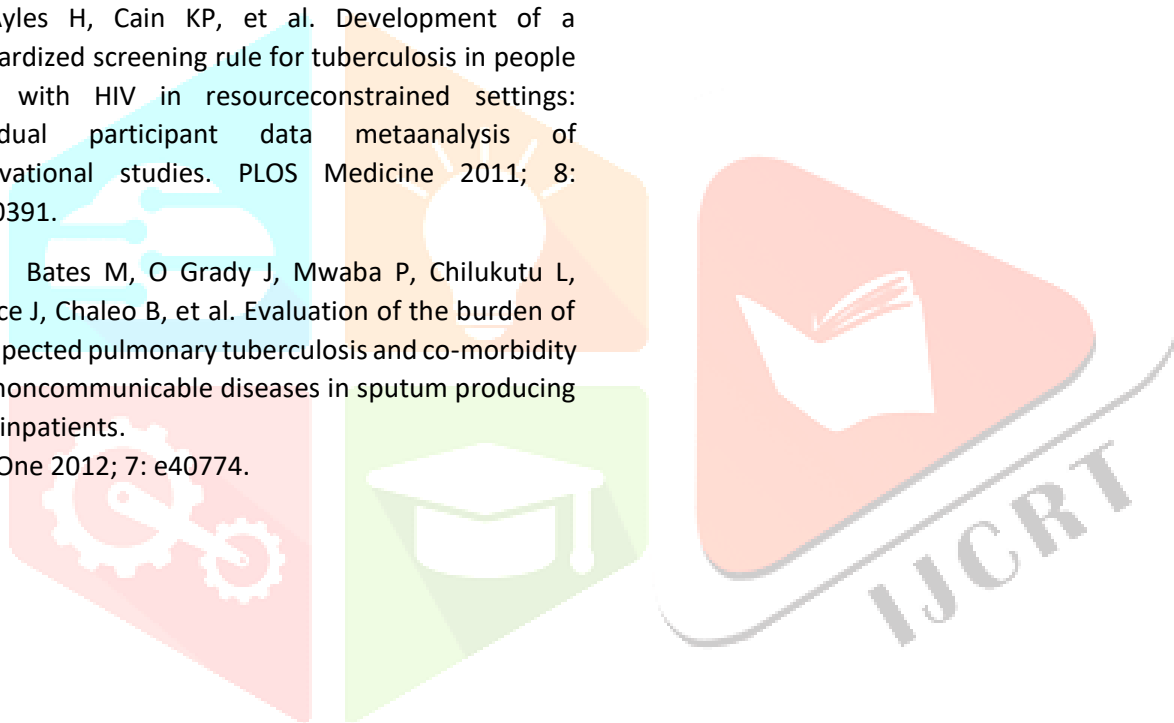 Ayles H, Cain KP, et al. Development of a
ardized screening rule for tuberculosis in people
with HIV in resourceconstrained settings:
dual participant data metaanalysis of
vational studies. PLOS Medicine 2011; 8:
0391.
Bates M, O Grady J, Mwaba P, Chilukutu L,
ce J, Chaleo B, et al. Evaluation of the burden of
pected pulmonary tuberculosis and co-morbidity
noncommunicable diseases in sputum producing
inpatients.
One 2012; 7: e40774.
IJCRT